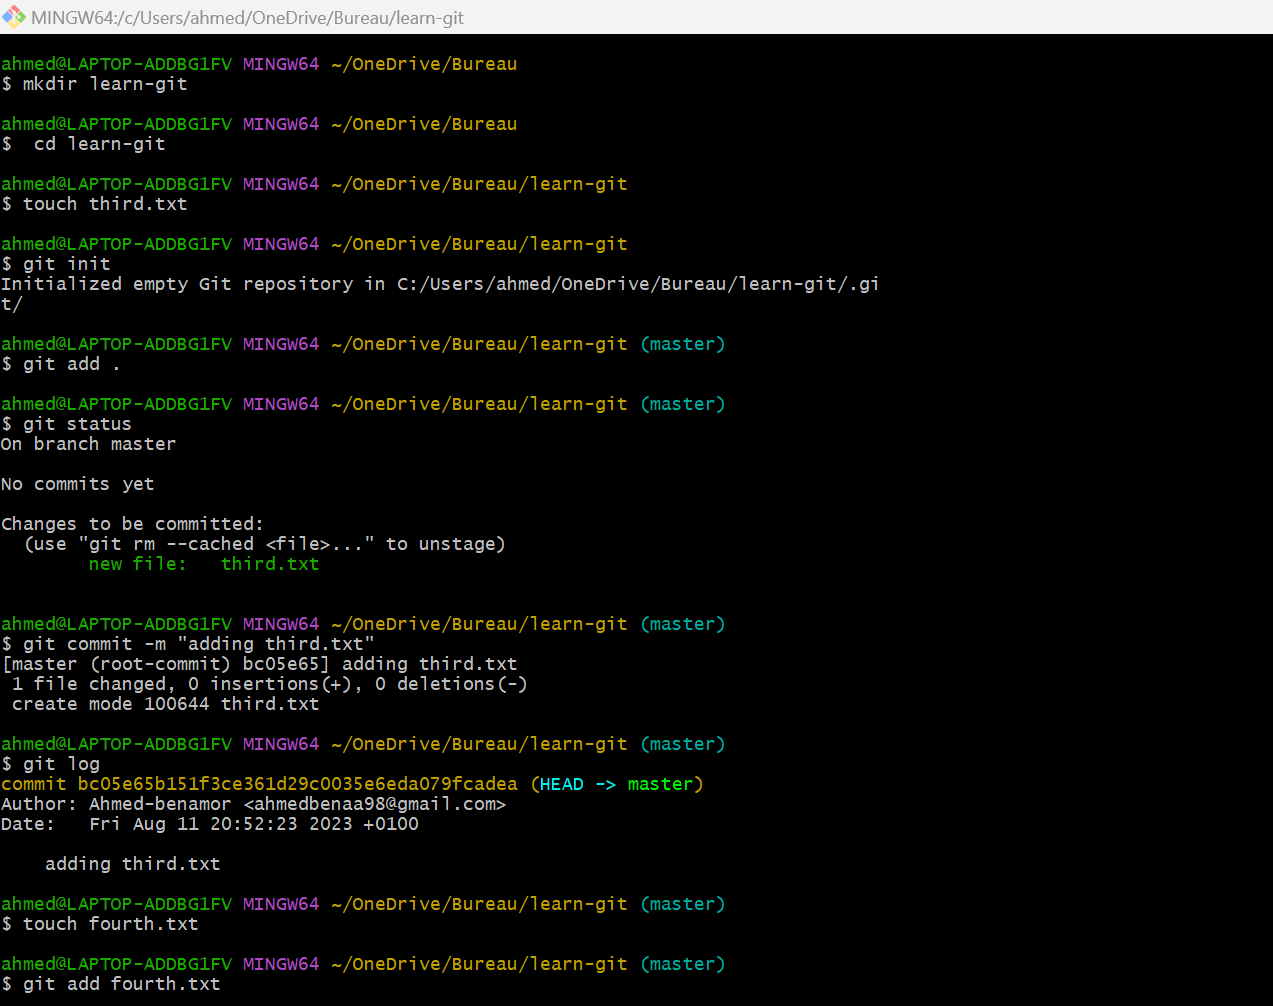 MINGW64:/c/Users/ahmed/OneDrive/Bureau/learn-git
ahmed@LAPTOP-ADDBG1FV MINGW64 ~/OneDrive/Bureau
$ mkdir learn-git
ahmed@LAPTOP-ADDBG1FV MINGW64 ~/OneDrive/Bureau
$  cd learn-git
ahmed@LAPTOP-ADDBG1FV MINGW64 ~/OneDrive/Bureau/learn-git
$ touch third.txt
ahmed@LAPTOP-ADDBG1FV MINGW64 ~/OneDrive/Bureau/learn-git
$ git init
Initialized empty Git repository in C:/Users/ahmed/OneDrive/Bureau/learn-git/.gi
t/
ahmed@LAPTOP-ADDBG1FV MINGW64 ~/OneDrive/Bureau/learn-git (master)
$ git add .
ahmed@LAPTOP-ADDBG1FV MINGW64 ~/OneDrive/Bureau/learn-git (master)
$ git status
On branch master
No commits yet
Changes to be committed:
  (use "git rm --cached <file>..." to unstage)
        new file:   third.txt
ahmed@LAPTOP-ADDBG1FV MINGW64 ~/OneDrive/Bureau/learn-git (master)
$ git commit -m "adding third.txt"
[master (root-commit) bc05e65] adding third.txt
 1 file changed, 0 insertions(+), 0 deletions(-)
 create mode 100644 third.txt
ahmed@LAPTOP-ADDBG1FV MINGW64 ~/OneDrive/Bureau/learn-git (master)
$ git log
commit bc05e65b151f3ce361d29c0035e6eda079fcadea (HEAD -> master)
Author: Ahmed-benamor <ahmedbenaa98@gmail.com>
Date:   Fri Aug 11 20:52:23 2023 +0100
    adding third.txt
ahmed@LAPTOP-ADDBG1FV MINGW64 ~/OneDrive/Bureau/learn-git (master)
$ touch fourth.txt
ahmed@LAPTOP-ADDBG1FV MINGW64 ~/OneDrive/Bureau/learn-git (master)
$ git add fourth.txt